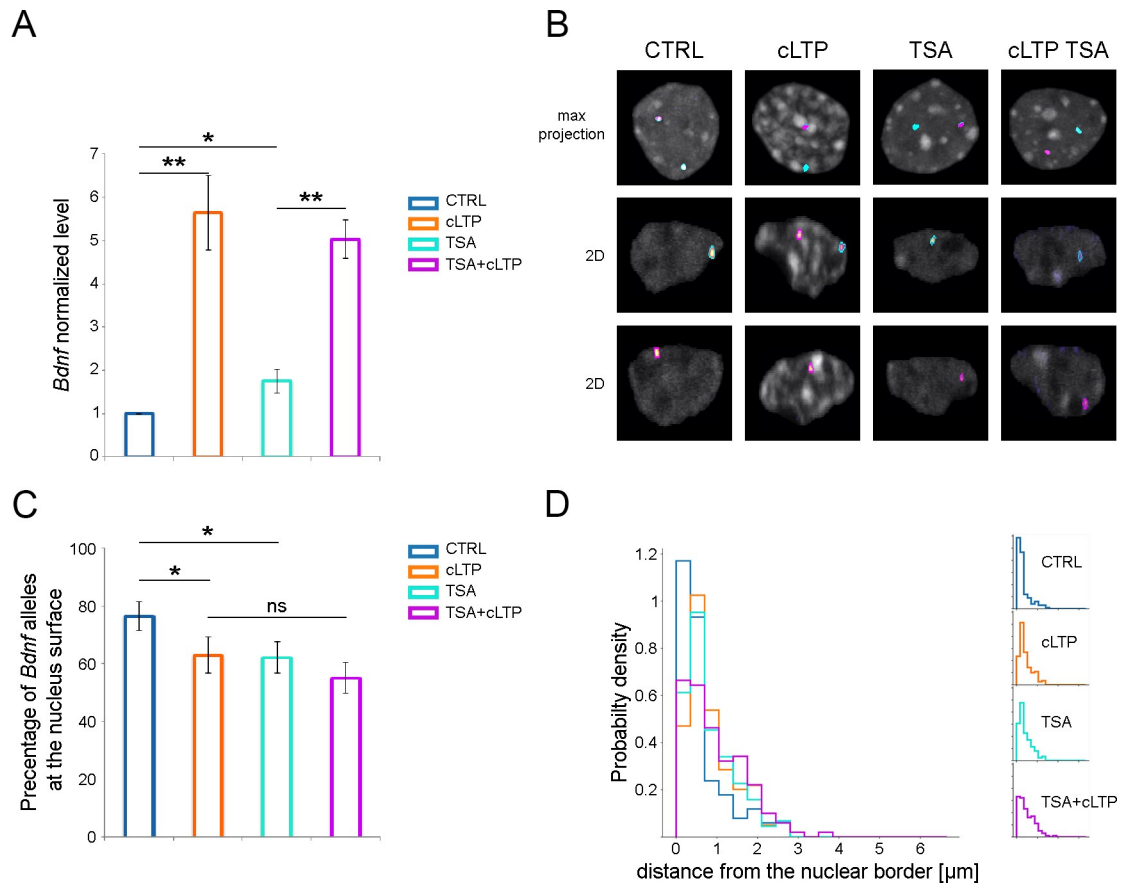 A
Bdnf normalized level
7
6
5
4
3
2
1
0
*
**
**
CTRL
cLTP
TSA
TSA+cLTP
B
CTRL cLTP TSA cLTP TSA
max
projection
2D
2D
C
Precentage of Bdnf alleles
at the nucleus surface
100
80
60
40
20
0
*
*
ns
CTRL
cLTP
TSA
TSA+cLTP
D
Probabilty density
1.2
1
0.8
0.6
0.4
0.2
0 1 2 3 4 5 6
distance from the nuclear border [µm]
CTRL
cLTP
TSA
TSA+cLTP